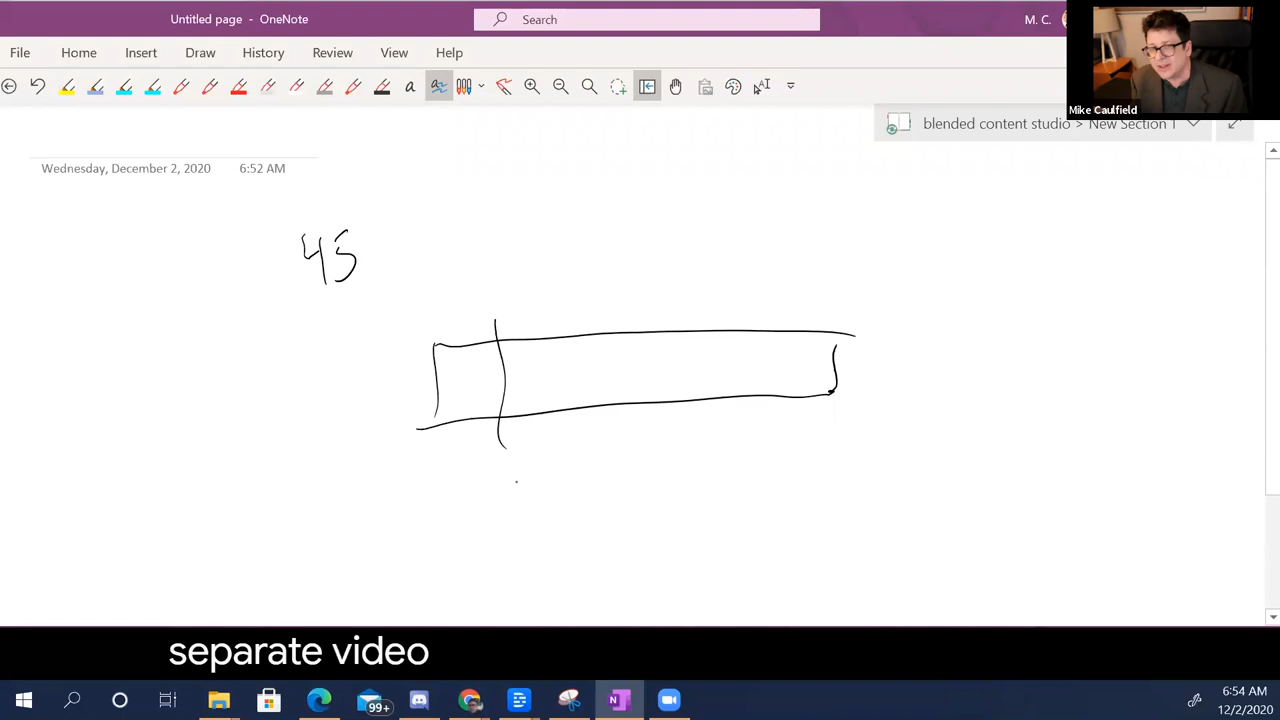 Untitled page - OneNote
Search
M. C.
File Home Insert Draw History Review View Help
Mike Caulfield
blended content studio > New Section 1
Wednesday, December 2, 2020 6:52 AM
45
separate video
99+
N
6:54 AM
12/2/2020